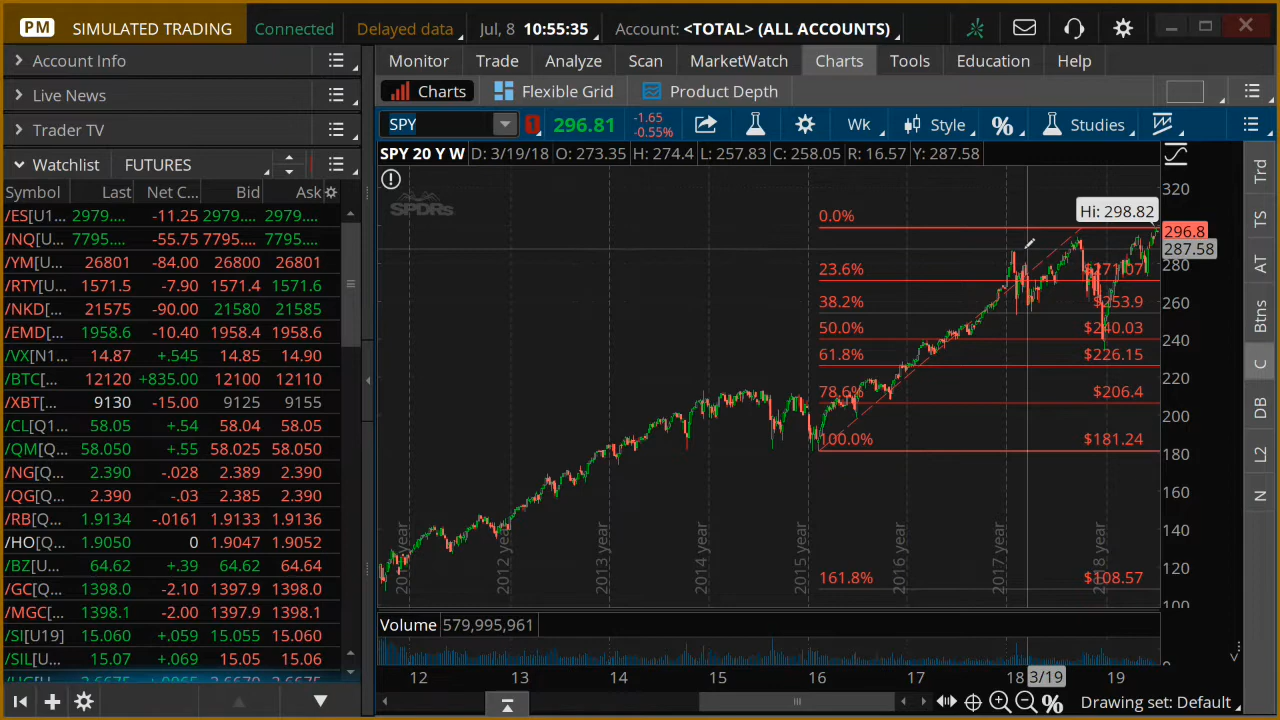 PM SIMULATED TRADING Connected Delayed data Jul, 8 10:55:35 Account: <TOTAL> (ALL ACCOUNTS)
Account Info
Live News
Trader TV
Watchlist FUTURES
Symbol Last Net C... Bid Ask
/ES[U1... 2979.... -11.25 2979.... 2979....
/NQ[U... 7795.... -55.75 7795.... 7795....
/YM[U... 26801 -84.00 26800 26801
/RTY[U... 1571.5 -7.90 1571.4 1571.6
/NKD[... 21575 -90.00 21580 21585
/EMD[... 1958.6 -10.40 1958.4 1958.6
/VX[N1... 14.87 +.545 14.85 14.90
/BTC[... 12120 +835.00 12100 12110
/XBT[... 9130 -15.00 9125 9155
/CL[Q1... 58.05 +.54 58.04 58.05
/QM[Q... 58.050 +.55 58.025 58.050
/NG[Q... 2.390 -.028 2.389 2.390
/QG[Q... 2.390 -.03 2.385 2.390
/RB[Q... 1.9134 -.0161 1.9133 1.9136
/HO[Q... 1.9050 0 1.9047 1.9052
/BZ[U... 64.62 +.39 64.62 64.64
/GC[Q... 1398.0 -2.10 1397.9 1398.0
/MGC[... 1398.1 -2.00 1397.9 1398.1
/SI[U19] 15.060 +.059 15.055 15.060
/SIL[U... 15.07 +.069 15.05 15.06
Monitor Trade Analyze Scan MarketWatch Charts Tools Education Help
Charts Flexible Grid Product Depth
SPY 1 296.81 -1.65 -0.55% Wk Style % Studies
SPY 20 Y W D: 3/19/18 O: 273.35 H: 274.4 L: 257.83 C: 258.05 R: 16.57 Y: 287.58
SPDRs
Hi: 298.82
0.0%
23.6% $271.07
38.2% $253.9
50.0% $240.03
61.8% $226.15
78.6% $206.4
100.0% $181.24
161.8% $108.57
320
296.8
287.58
280
260
240
220
200
180
160
140
120
100
2012 year
2013 year
2014 year
2015 year
2016 year
2017 year
2018 year
Volume 579,995,961
12 13 14 15 16 17 18 3/19 19
Drawing set: Default
Trd
TS
AT
Btns
C
DB
L2
N